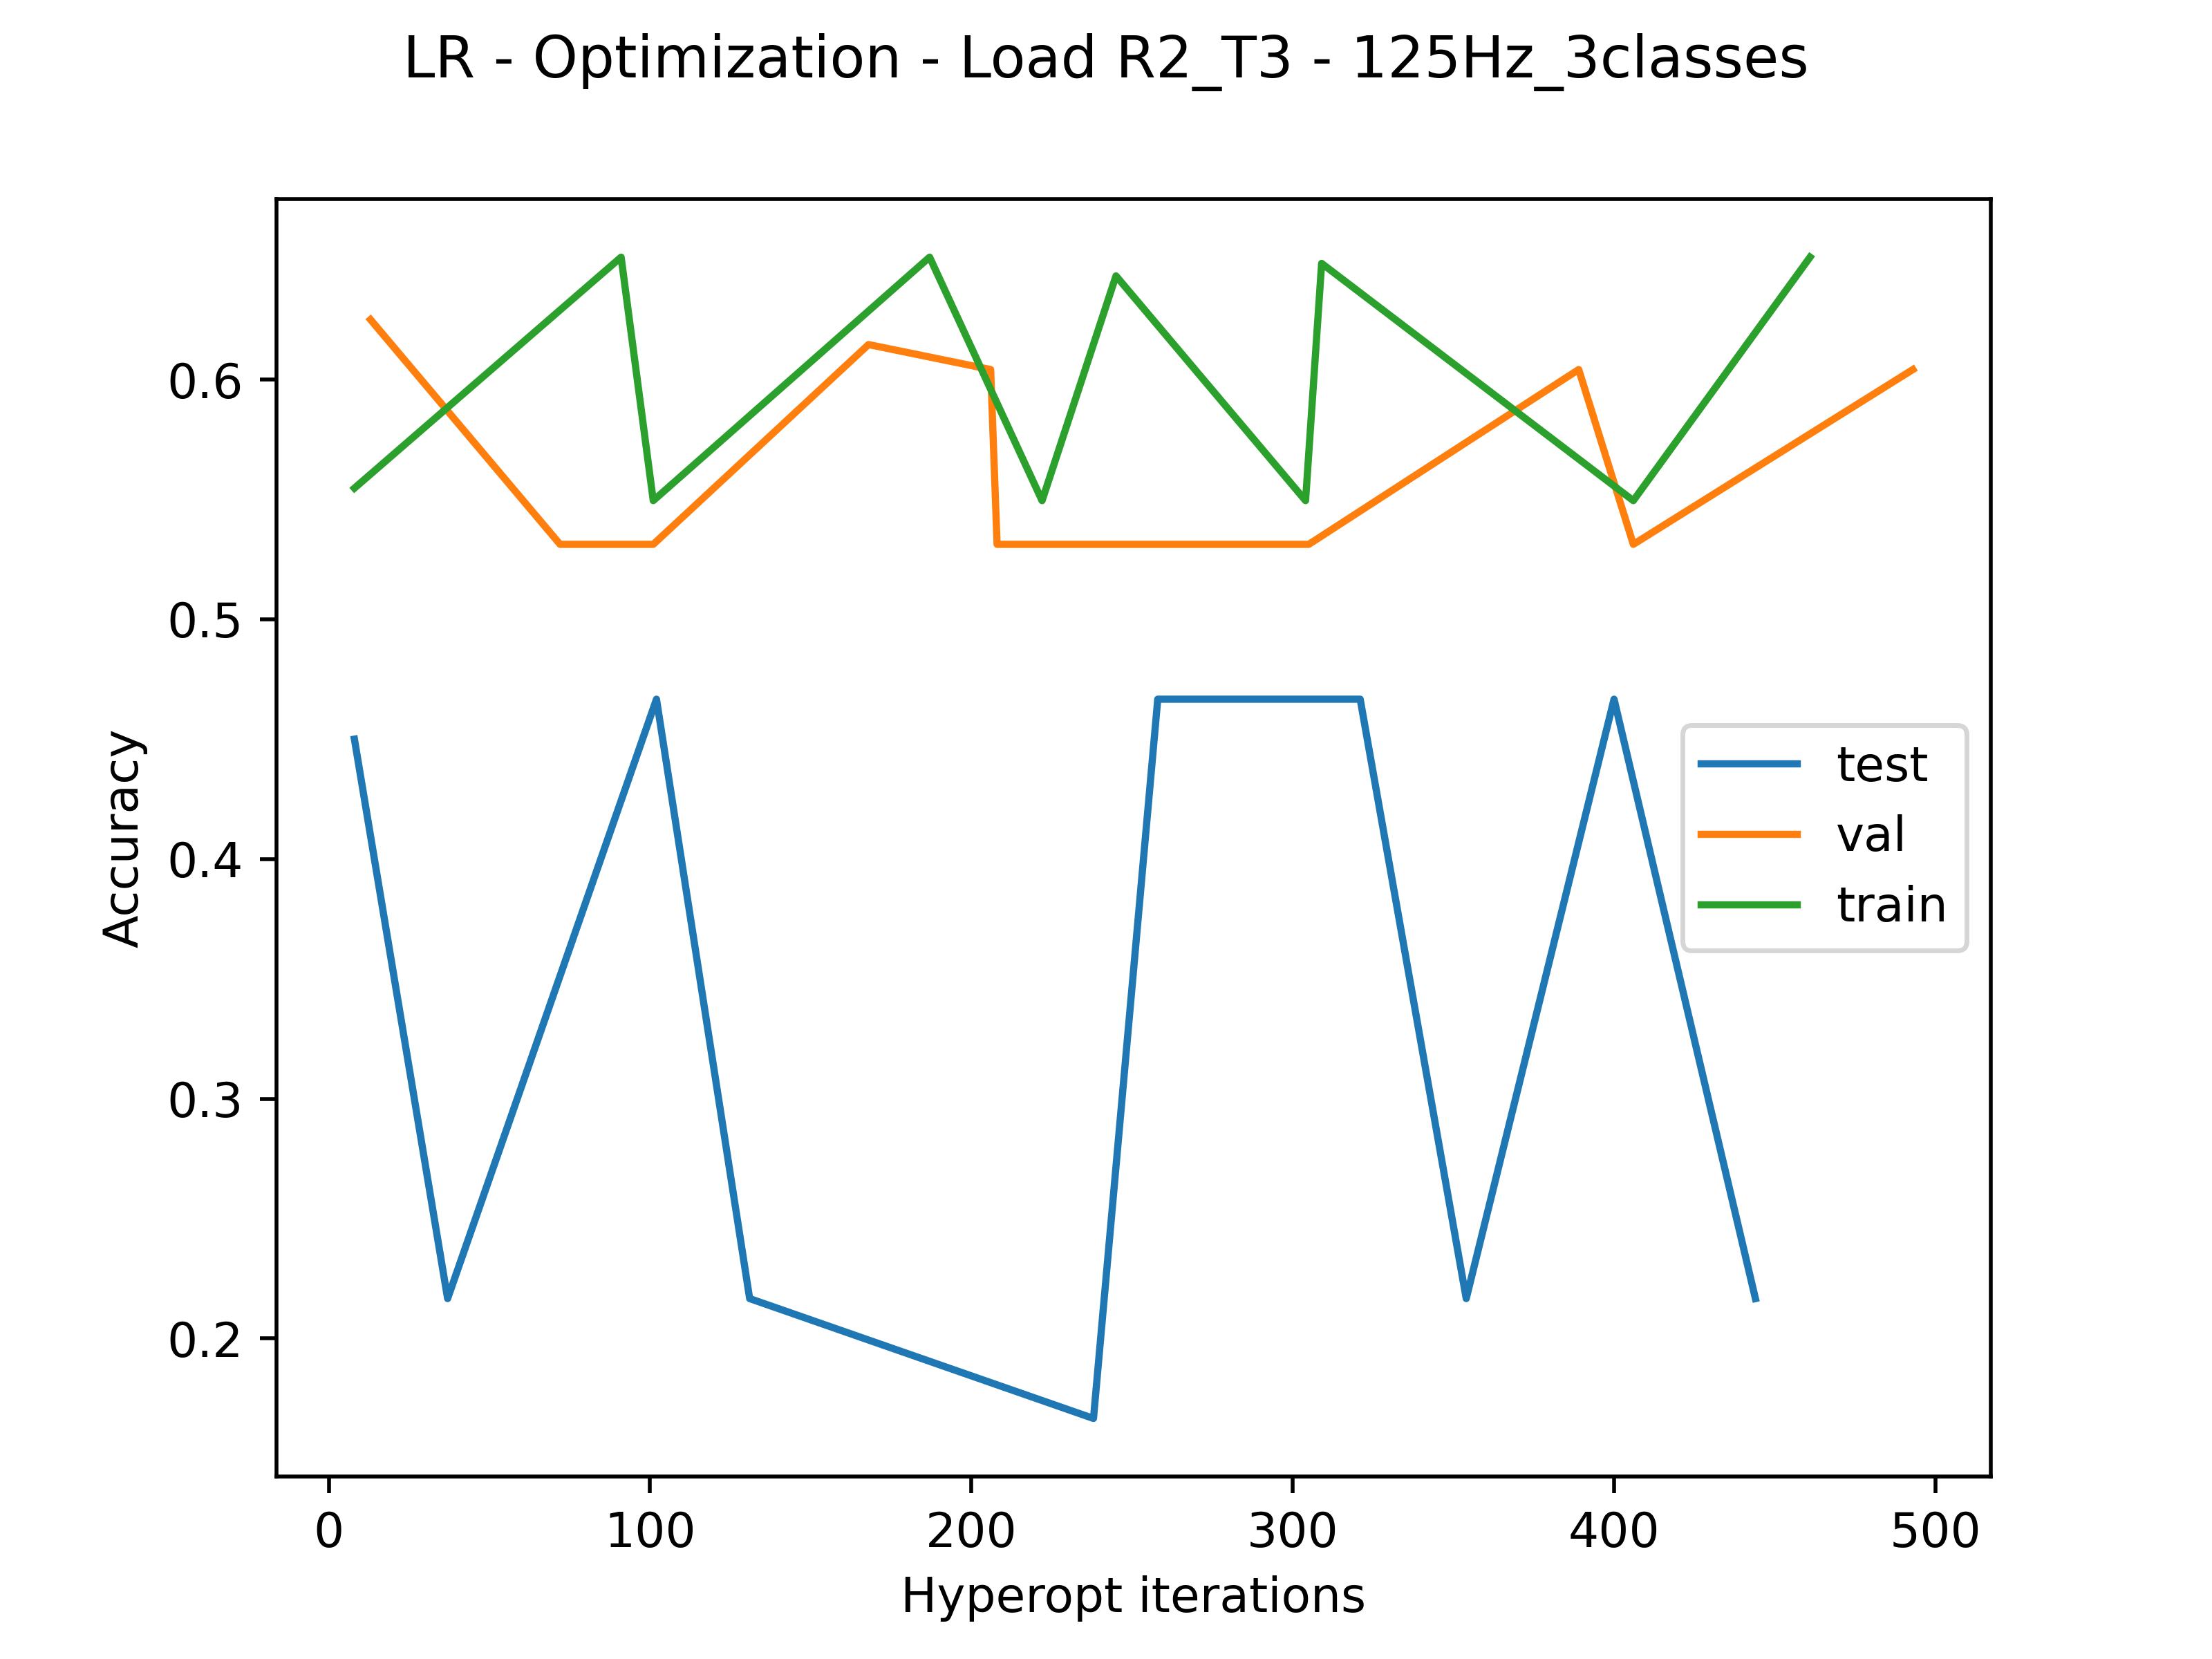 LR - Optimization - Load R2_T3 - 125Hz_3classes
Accuracy
0.6
0.5
0.4
0.3
0.2
test
val
train
0 100 200 300 400 500
Hyperopt iterations